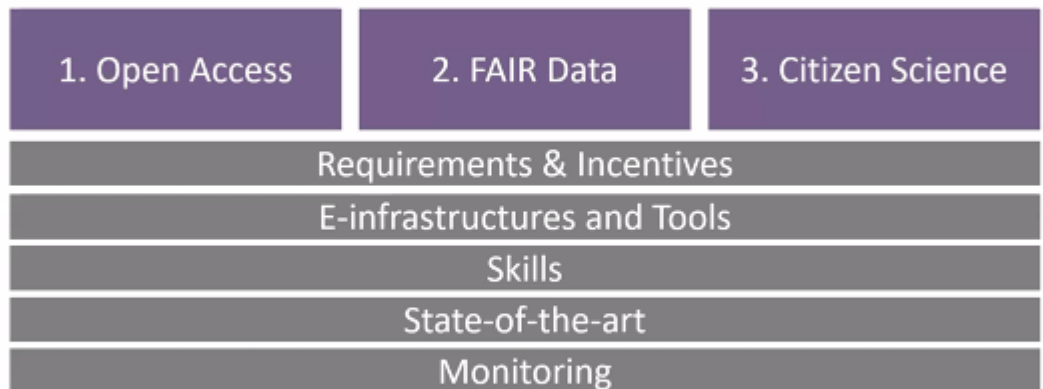 1. Open Access
2. FAIR Data
3. Citizen Science
Requirements & Incentives
E-infrastructures and Tools
Skills
State-of-the-art
Monitoring